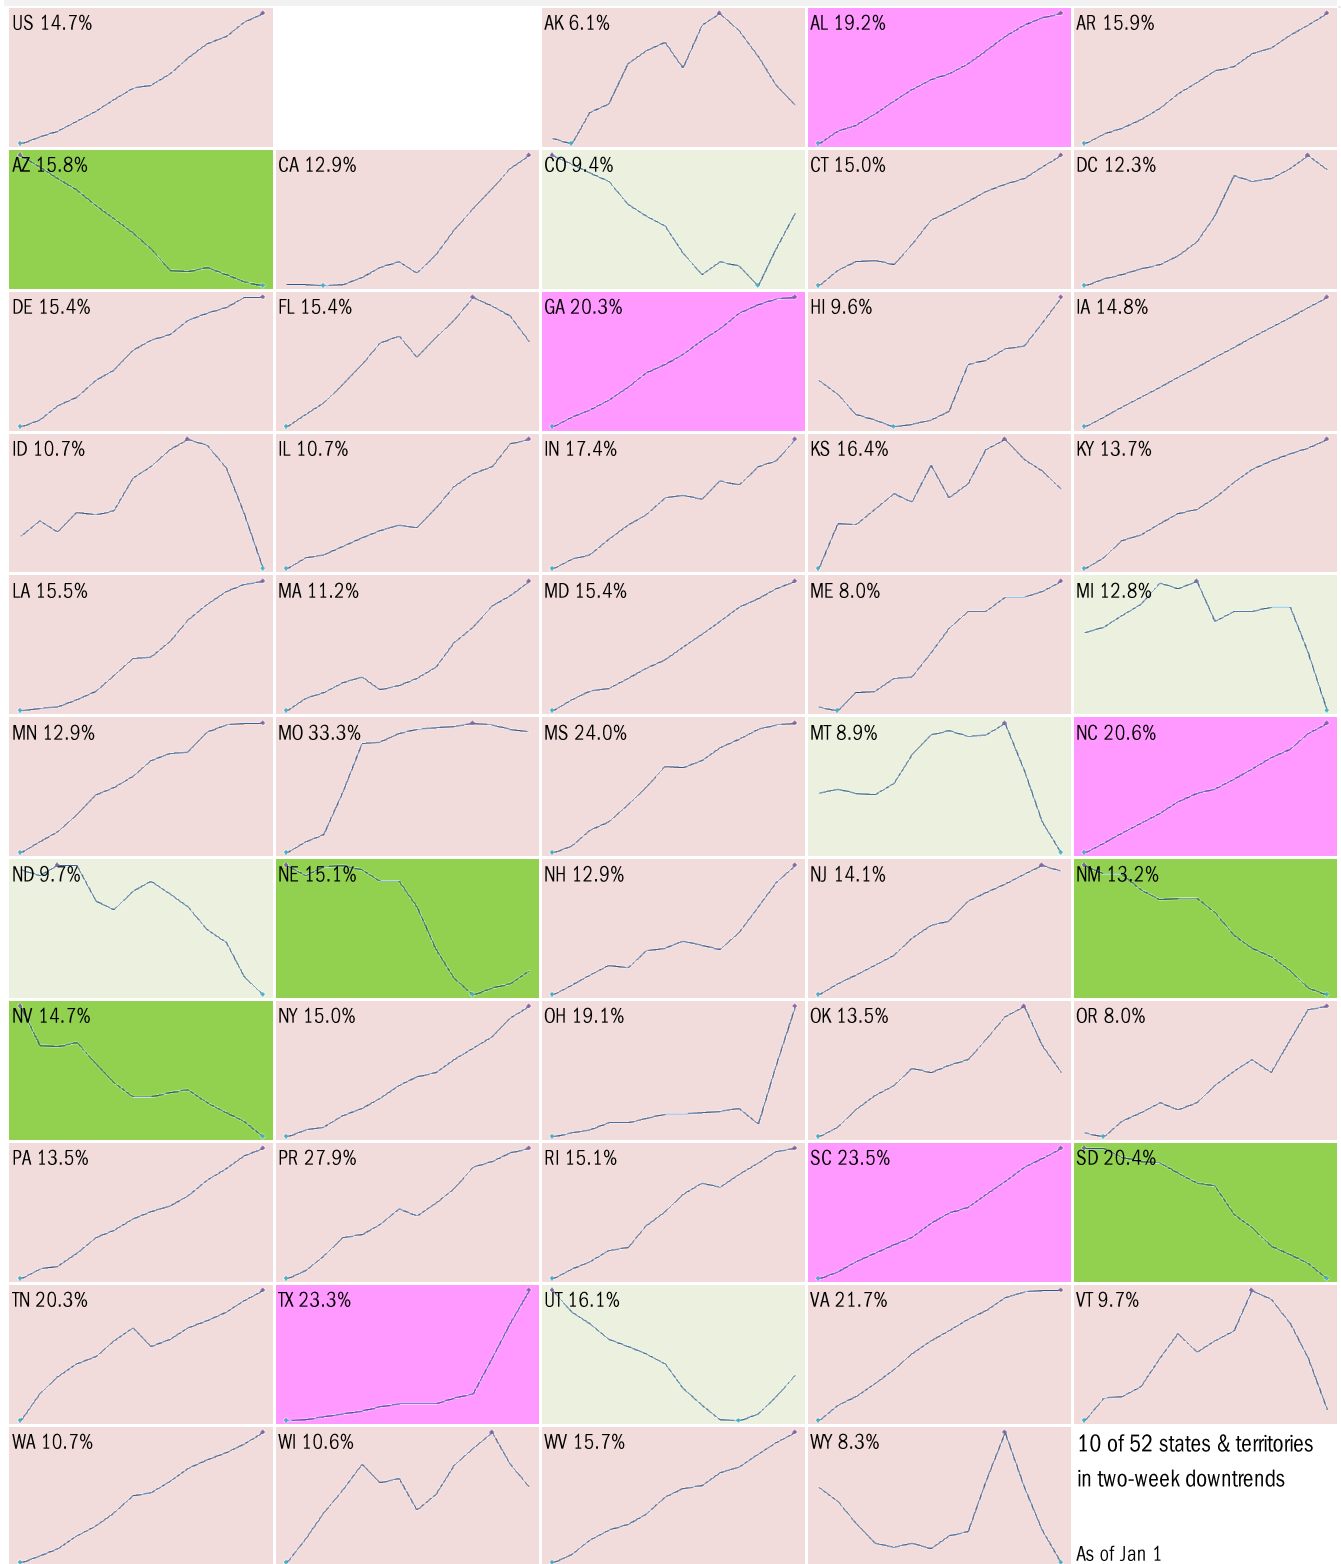 US 14.7%
AK 6.1%
AL 19.2%
AR 15.9%
AZ 15.8%
CA 12.9%
CO 9.4%
CT 15.0%
DC 12.3%
DE 15.4%
FL 15.4%
GA 20.3%
HI 9.6%
IA 14.8%
ID 10.7%
IL 10.7%
IN 17.4%
KS 16.4%
KY 13.7%
LA 15.5%
MA 11.2%
MD 15.4%
ME 8.0%
MI 12.8%
MN 12.9%
MO 33.3%
MS 24.0%
MT 8.9%
NC 20.6%
ND 9.7%
NE 15.1%
NH 12.9%
NJ 14.1%
NM 13.2%
NV 14.7%
NY 15.0%
OH 19.1%
OK 13.5%
OR 8.0%
PA 13.5%
PR 27.9%
RI 15.1%
SC 23.5%
SD 20.4%
TN 20.3%
TX 23.3%
UT 16.1%
VA 21.7%
VT 9.7%
WA 10.7%
WI 10.6%
WV 15.7%
WY 8.3%
10 of 52 states & territories
in two-week downtrends
As of Jan 1